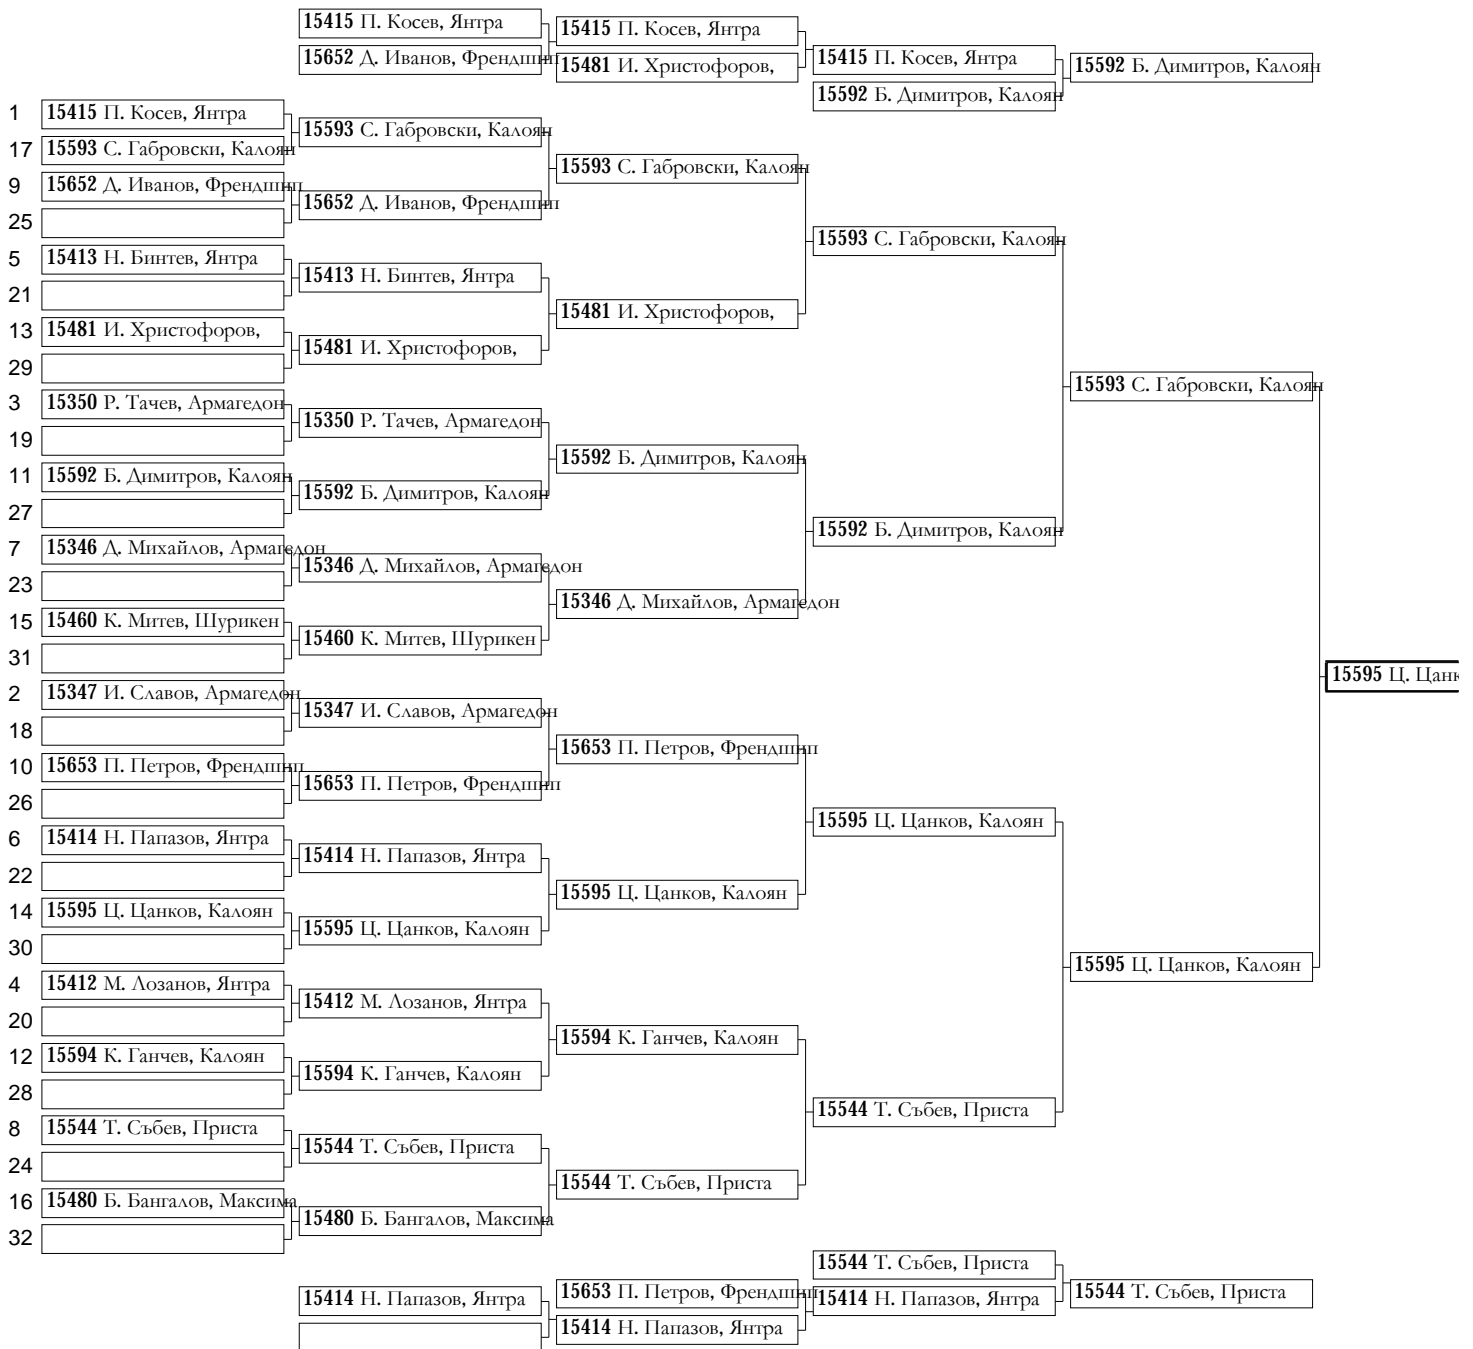 15415 П. Косев, Янтра
15652 Д. Иванов, Френдшип
15415 П. Косев, Янтра
15481 И. Христофоров,
15415 П. Косев, Янтра
15592 Б. Димитров, Калоян
15592 Б. Димитров, Калоян
1 15415 П. Косев, Янтра
17 15593 С. Габровски, Калоян
9 15652 Д. Иванов, Френдшип
25
5 15413 Н. Бинтев, Янтра
21
13 15481 И. Христофоров,
29
3 15350 Р. Тачев, Армагедон
19
11 15592 Б. Димитров, Калоян
27
7 15346 Д. Михайлов, Армагедон
23
15 15460 К. Митев, Шурикен
31
2 15347 И. Славов, Армагедон
18
10 15653 П. Петров, Френдшип
26
6 15414 Н. Папазов, Янтра
22
14 15595 Ц. Цанков, Калоян
30
4 15412 М. Лозанов, Янтра
20
12 15594 К. Ганчев, Калоян
28
8 15544 Т. Събев, Приста
24
16 15480 Б. Бангалов, Максима
32
15593 С. Габровски, Калоян
15652 Д. Иванов, Френдшип
15413 Н. Бинтев, Янтра
15481 И. Христофоров,
15350 Р. Тачев, Армагедон
15592 Б. Димитров, Калоян
15346 Д. Михайлов, Армагедон
15460 К. Митев, Шурикен
15347 И. Славов, Армагедон
15653 П. Петров, Френдшип
15414 Н. Папазов, Янтра
15595 Ц. Цанков, Калоян
15412 М. Лозанов, Янтра
15594 К. Ганчев, Калоян
15544 Т. Събев, Приста
15480 Б. Бангалов, Максима
15593 С. Габровски, Калоян
15481 И. Христофоров,
15592 Б. Димитров, Калоян
15346 Д. Михайлов, Армагедон
15653 П. Петров, Френдшип
15595 Ц. Цанков, Калоян
15594 К. Ганчев, Калоян
15544 Т. Събев, Приста
15593 С. Габровски, Калоян
15592 Б. Димитров, Калоян
15595 Ц. Цанков, Калоян
15544 Т. Събев, Приста
15593 С. Габровски, Калоян
15595 Ц. Цанков, Калоян
15595 Ц. Цанк
15414 Н. Папазов, Янтра
15653 П. Петров, Френдшип
15414 Н. Папазов, Янтра
15544 Т. Събев, Приста
15414 Н. Папазов, Янтра
15544 Т. Събев, Приста